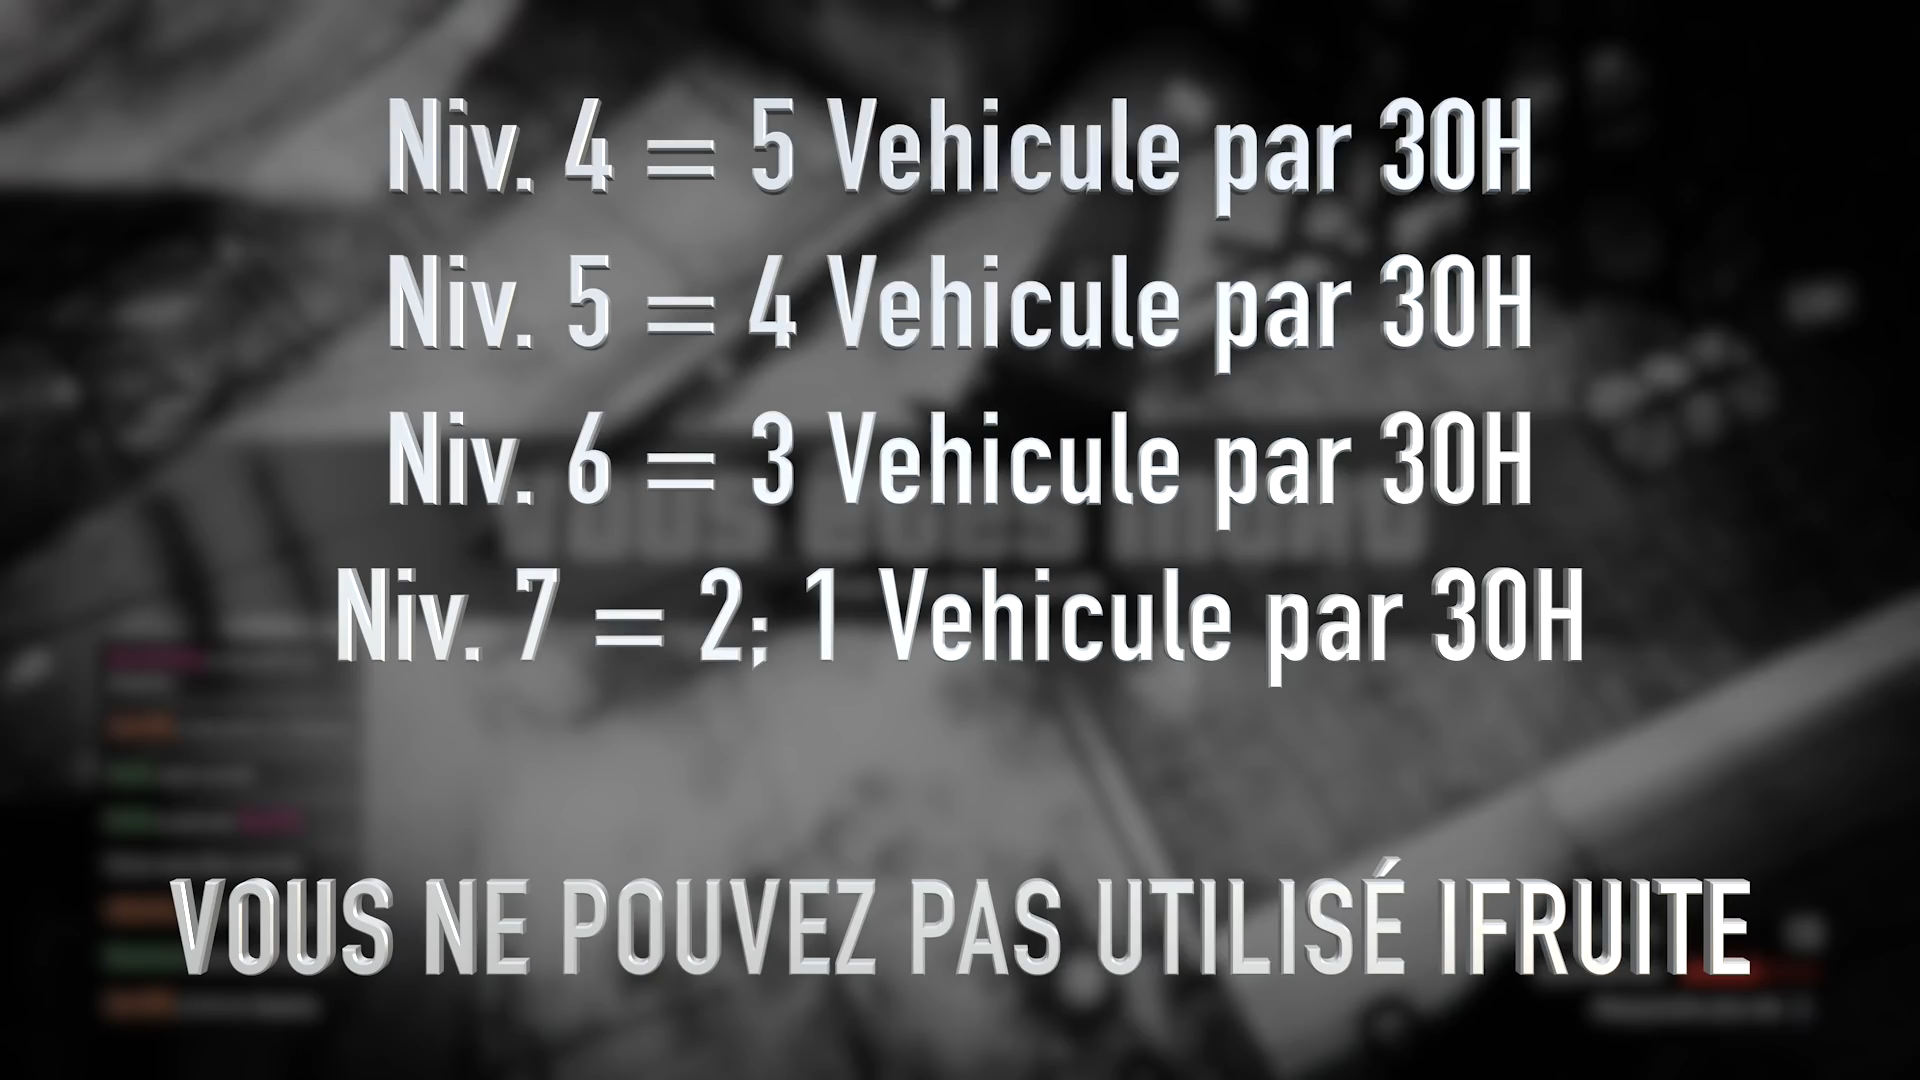 Niv. 4 = 5 Vehicule par 30H
Niv. 5 = 4 Vehicule par 30H
Niv. 6 = 3 Vehicule par 30H
Niv. 7 = 2; 1 Vehicule par 30H
VOUS NE POUVEZ PAS UTILISÉ IFRUITE